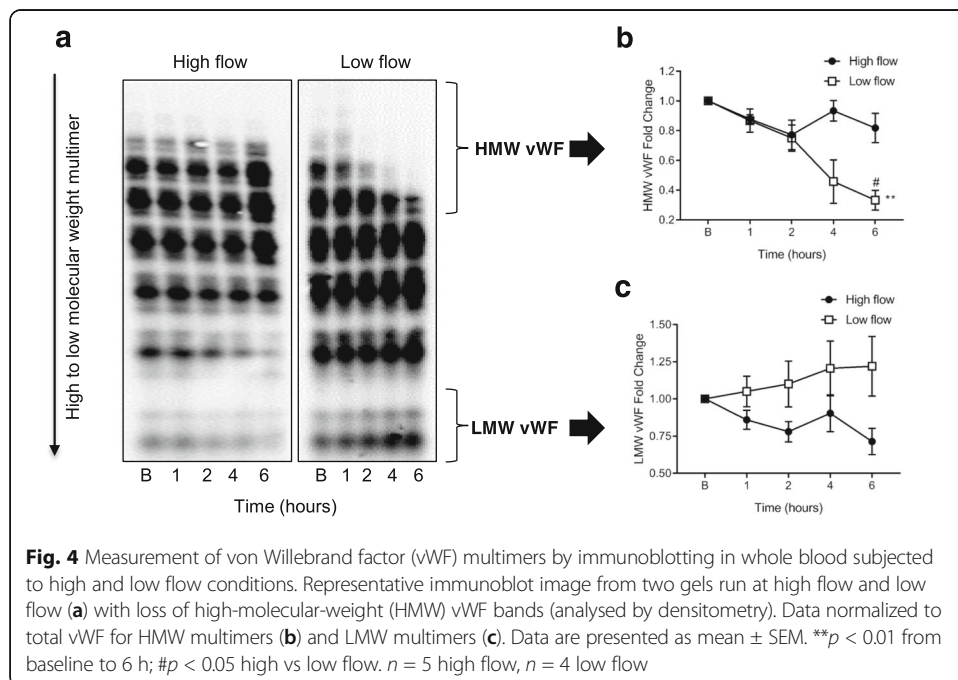 a
High flow
Low flow
High to low molecular weight multimer
HMW vWF
LMW vWF
B 1 2 4 6
B 1 2 4 6
Time (hours)
b
High flow
Low flow
HMW vWF Fold Change
1.2
1.0
0.8
0.6
0.4
0.2
#
**
B 1 2 4 6
Time (hours)
c
High flow
Low flow
LMW vWF Fold Change
1.50
1.25
1.00
0.75
0.50
B 1 2 4 6
Time (hours)
Fig. 4 Measurement of von Willebrand factor (vWF) multimers by immunoblotting in whole blood subjected
to high and low flow conditions. Representative immunoblot image from two gels run at high flow and low
flow (a) with loss of high-molecular-weight (HMW) vWF bands (analysed by densitometry). Data normalized to
total vWF for HMW multimers (b) and LMW multimers (c). Data are presented as mean ± SEM. **p < 0.01 from
baseline to 6 h; #p < 0.05 high vs low flow. n = 5 high flow, n = 4 low flow